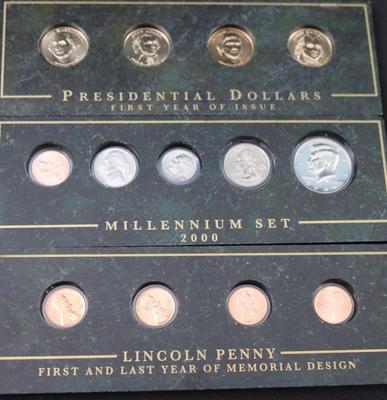 PRESIDENTIAL DOLLARS
FIRST YEAR OF ISSUE
MILLENNIUM SET
2000
LINCOLN PENNY
FIRST AND LAST YEAR OF MEMORIAL DESIGN